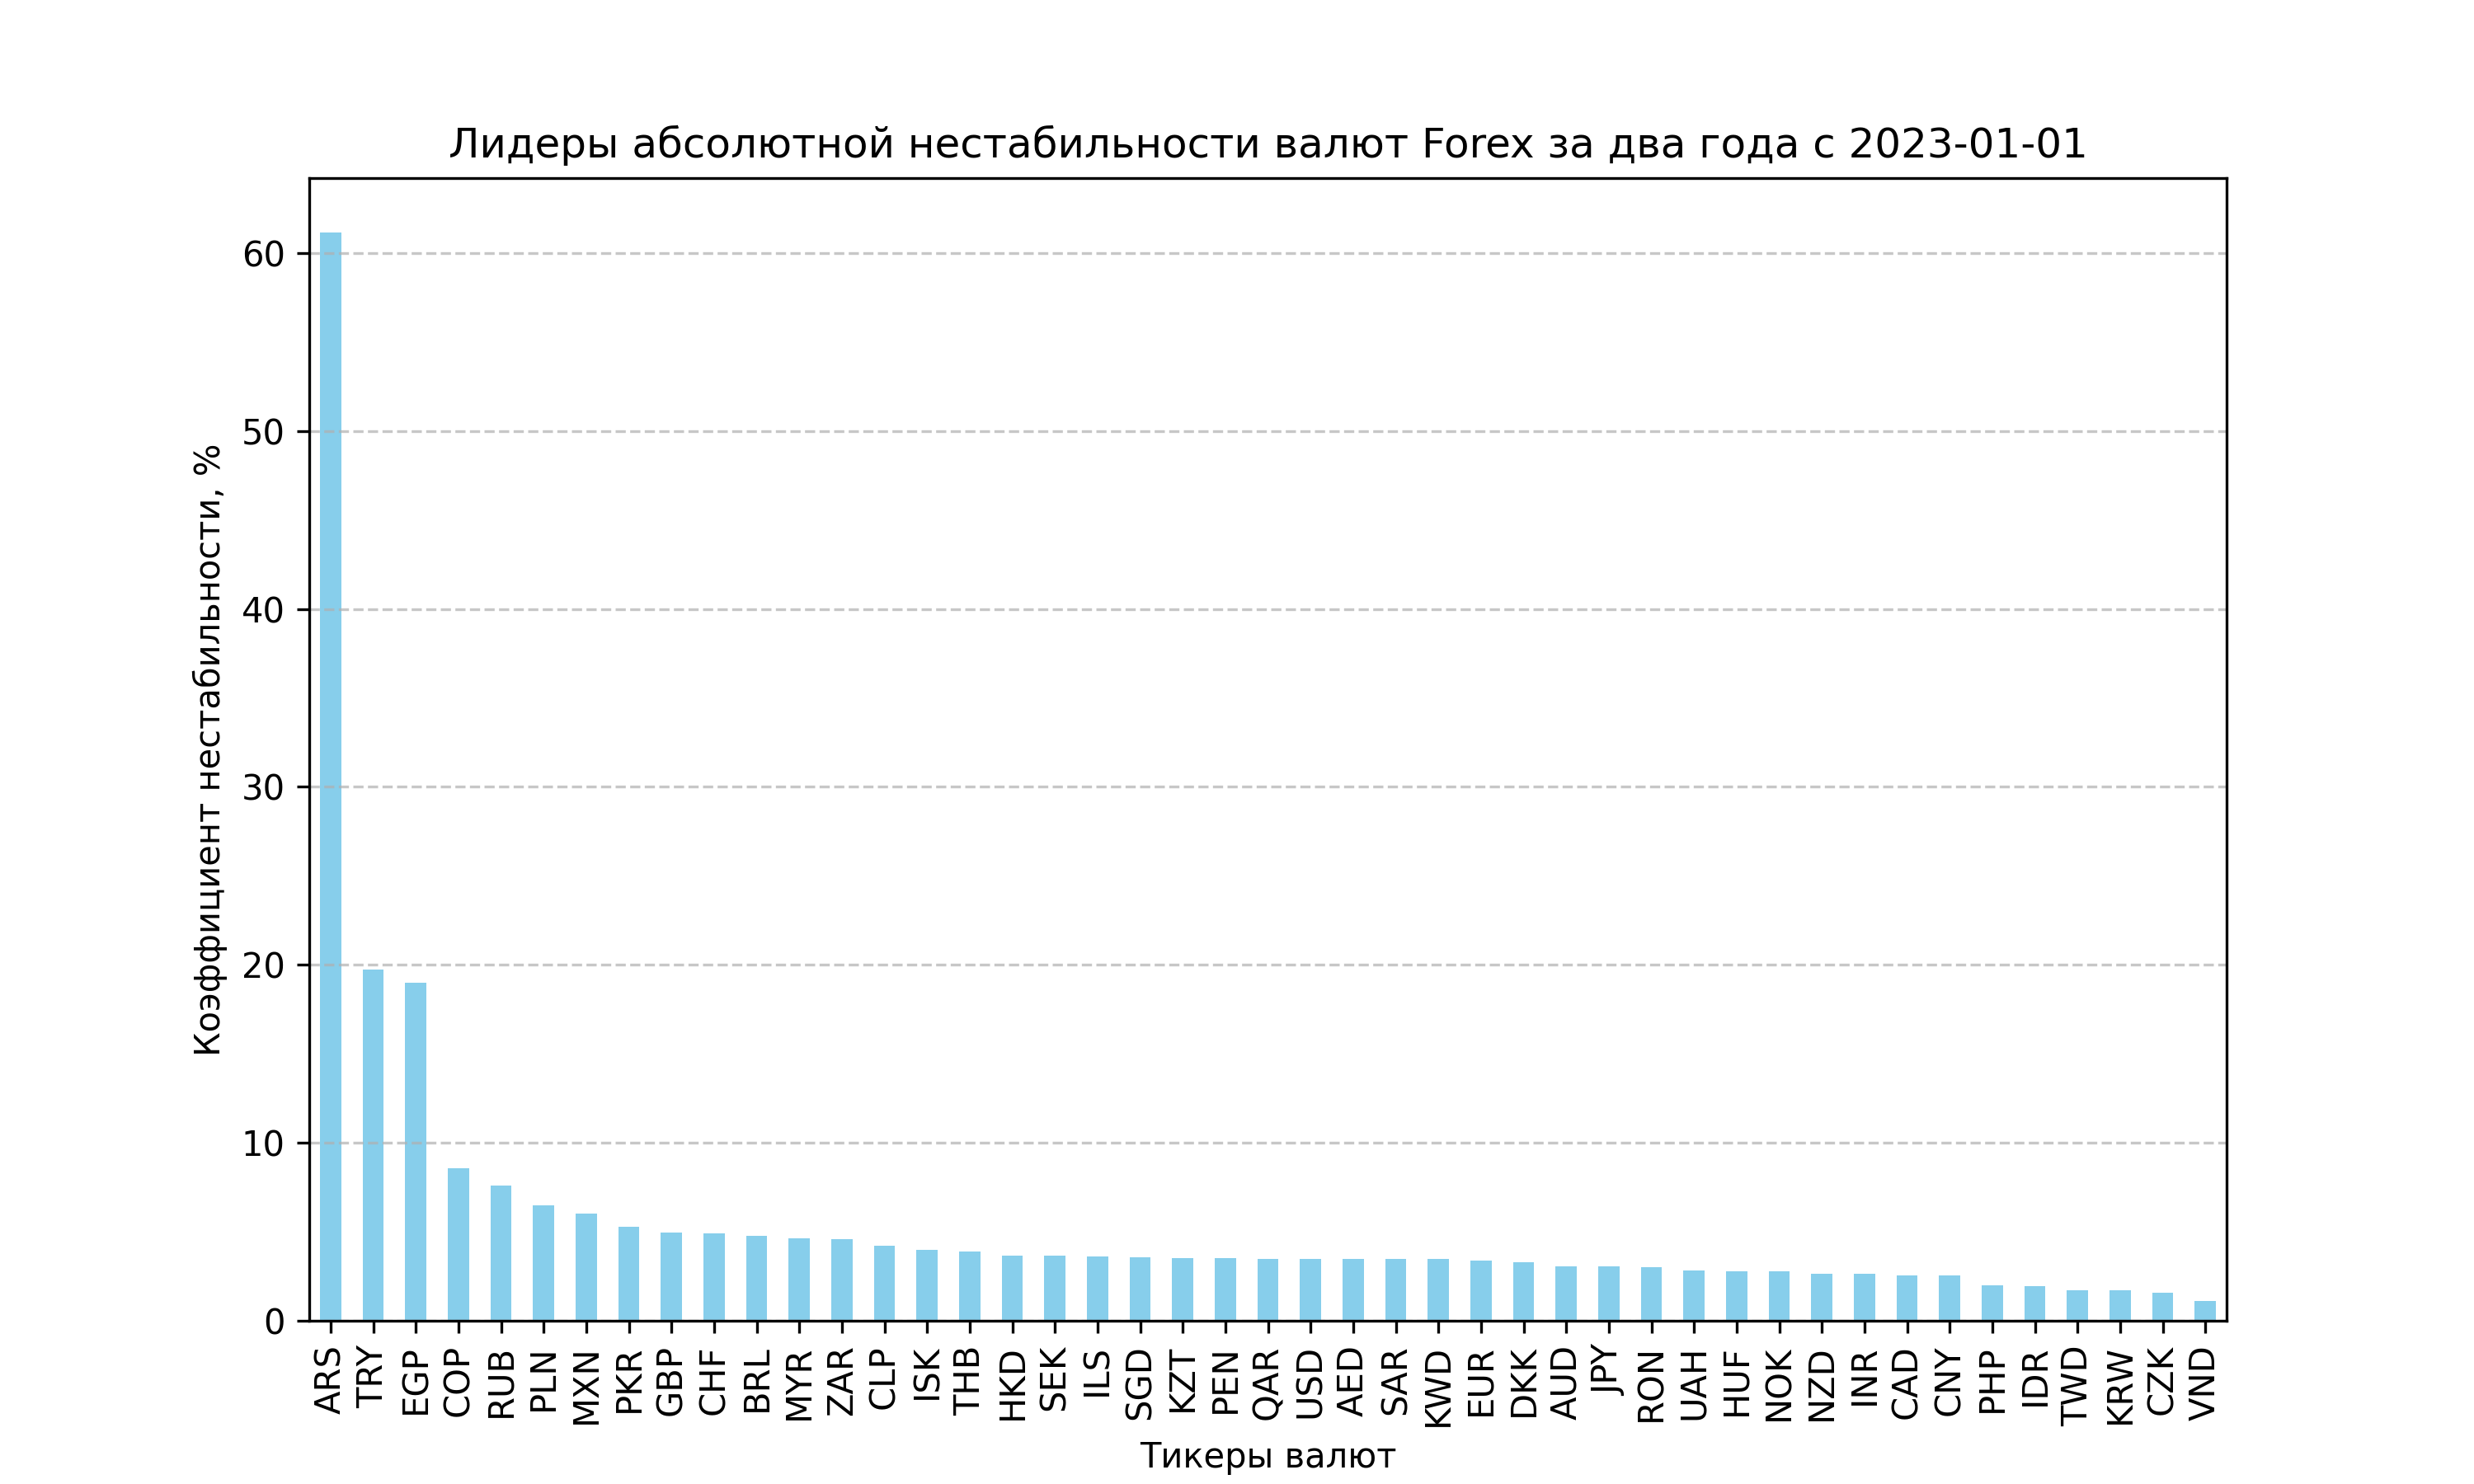 Лидеры абсолютной нестабильности валют Forex за два года с 2023-01-01
Коэффициент нестабильности, %
60
50
40
30
20
10
0
ARS TRY EGP COP RUB PLN MXN PKR GBP CHF BRL MYR ZAR CLP ISK THB HKD SEK ILS SGD KZT PEN QAR USD AED SAR KWD EUR DKK AUD JPY RON UAH HUF NOK NZD INR CAD CNY PHP IDR TWD KRW CZK VND
Тикеры валют